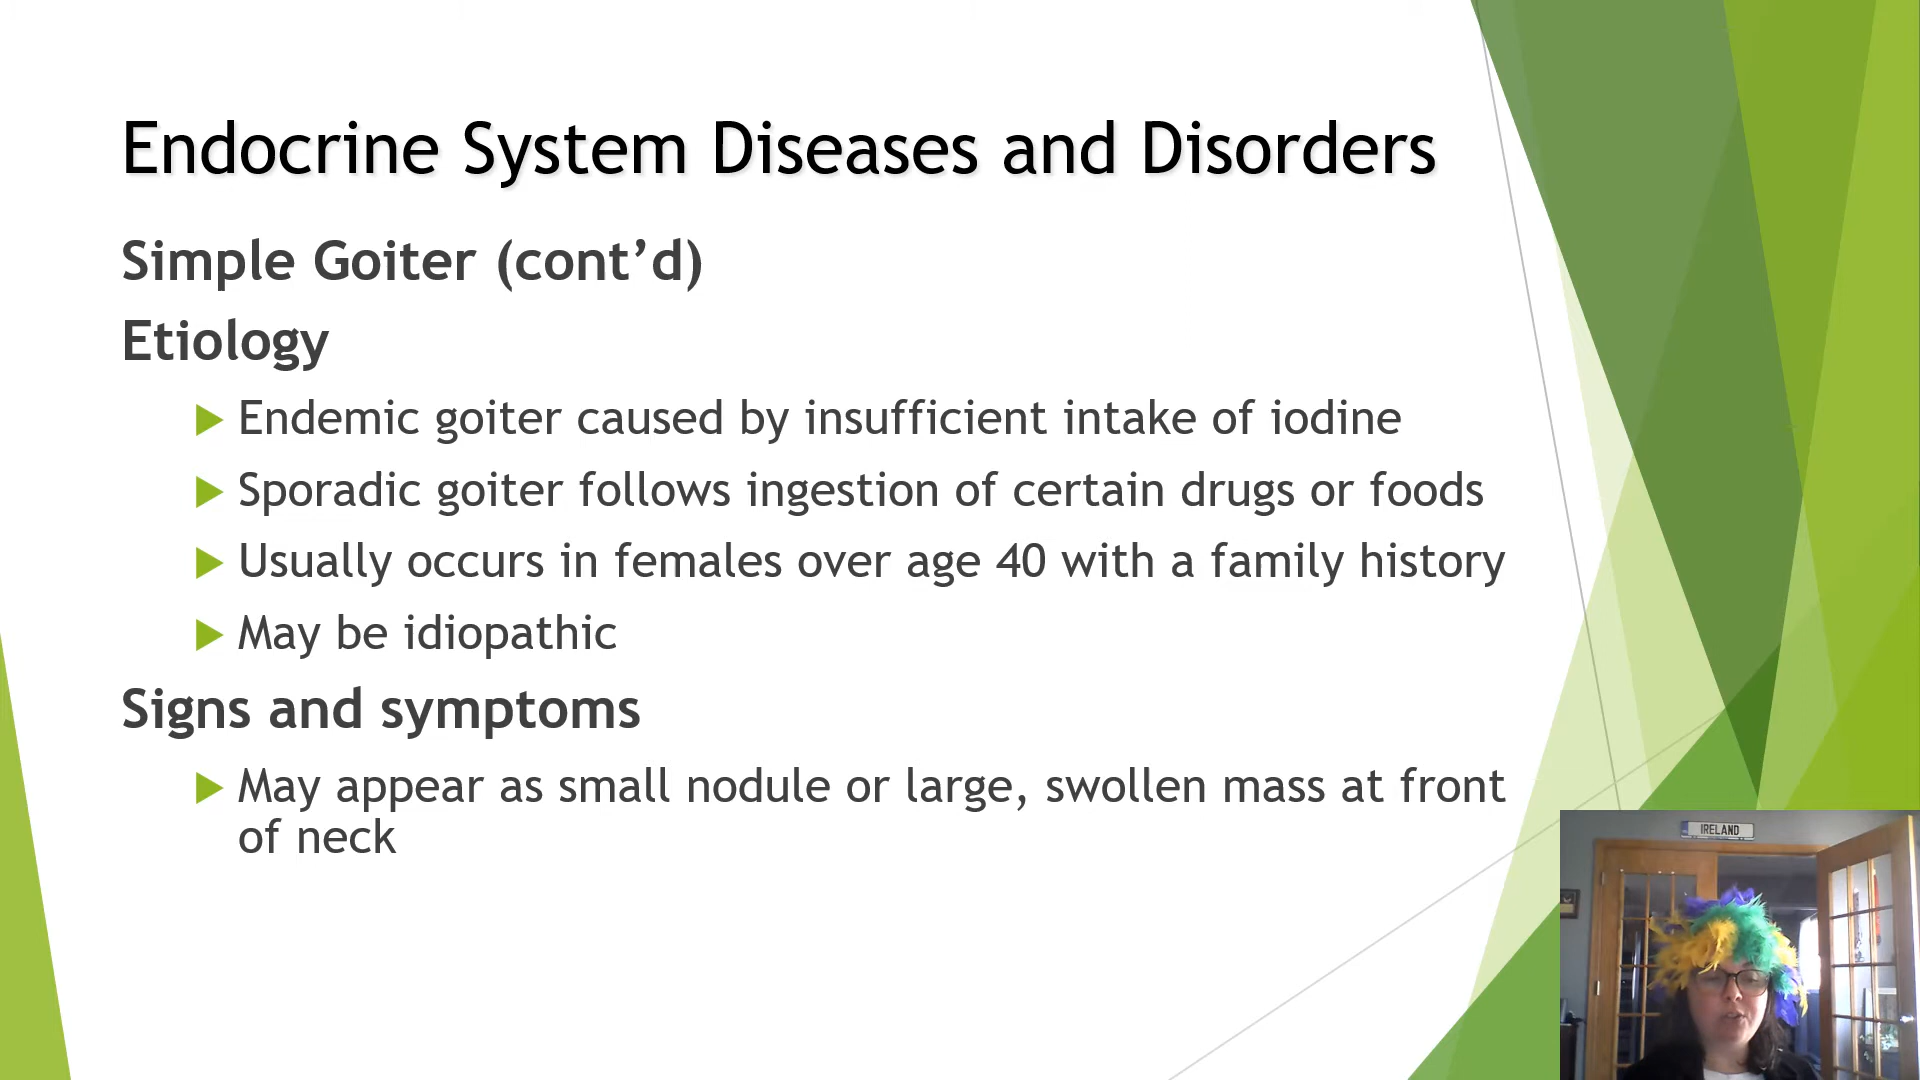 Endocrine System Diseases and Disorders
Simple Goiter (cont’d)
Etiology
Endemic goiter caused by insufficient intake of iodine
Sporadic goiter follows ingestion of certain drugs or foods
Usually occurs in females over age 40 with a family history
May be idiopathic
Signs and symptoms
May appear as small nodule or large, swollen mass at front
of neck
IRELAND